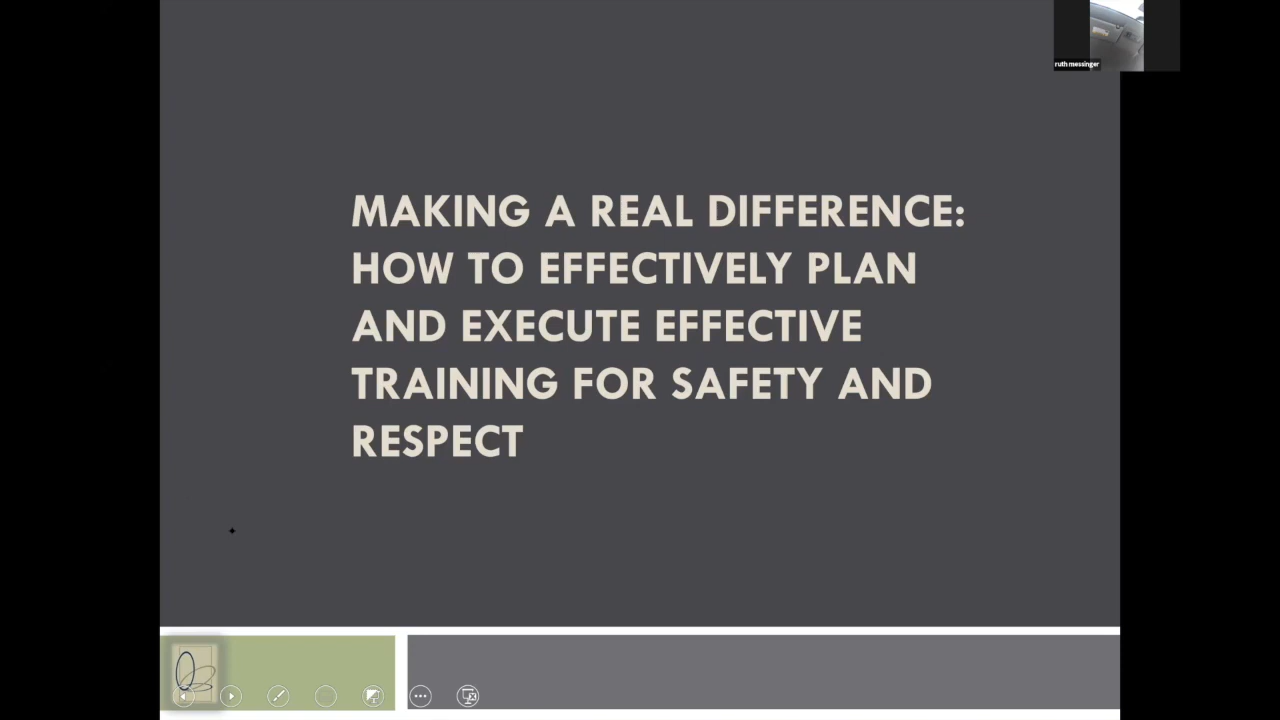 ruth messinger
MAKING A REAL DIFFERENCE:
HOW TO EFFECTIVELY PLAN
AND EXECUTE EFFECTIVE
TRAINING FOR SAFETY AND
RESPECT